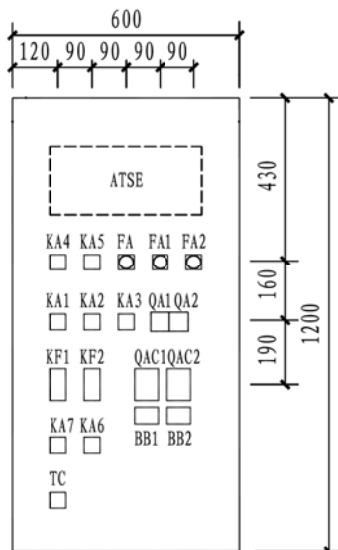 600
120 90 90 90 90
ATSE
430
KA4 KA5 FA FA1 FA2
160
KA1 KA2 KA3 QA1 QA2
190
1200
KF1 KF2 QAC1 QAC2
KA7 KA6 BB1 BB2
TC